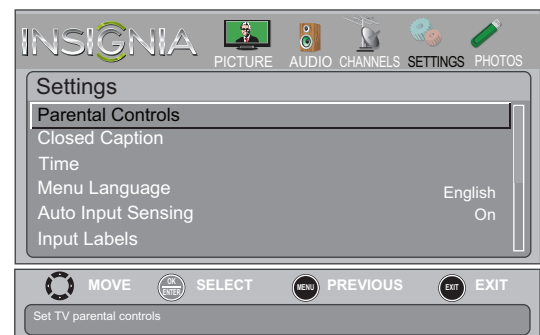 INSIGNIA
PICTURE AUDIO CHANNELS SETTINGS PHOTOS
Settings
Parental Controls
Closed Caption
Time
Menu Language English
Auto Input Sensing On
Input Labels
MOVE OK ENTER SELECT MENU PREVIOUS EXIT EXIT
Set TV parental controls